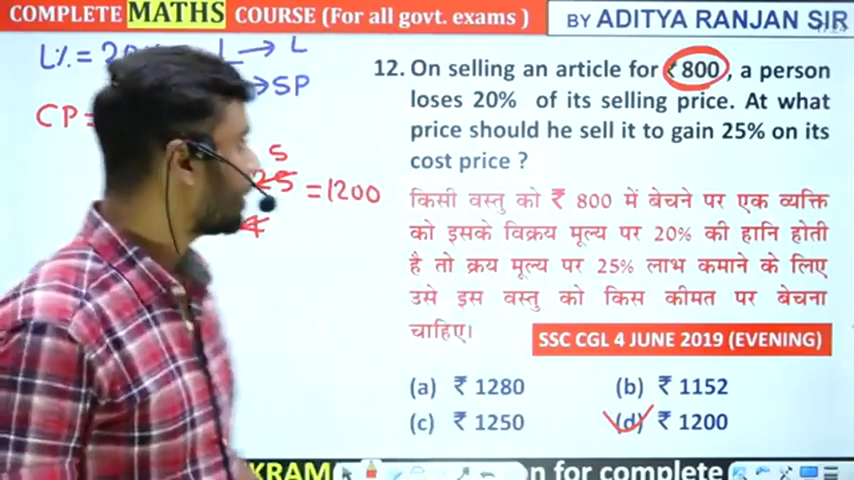 COMPLETE MATHS COURSE (For all govt. exams )
BY ADITYA RANJAN SIR
L → L
→ SP
CP =
5
25 = 1200
4
12. On selling an article for ₹ 800 , a person
loses 20% of its selling price. At what
price should he sell it to gain 25% on its
cost price ?
किसी वस्तु को ₹ 800 में बेचने पर एक व्यक्ति
को इसके विक्रय मूल्य पर 20% की हानि होती
है तो क्रय मूल्य पर 25% लाभ कमाने के लिए
उसे इस वस्तु को किस कीमत पर बेचना
चाहिए।
SSC CGL 4 JUNE 2019 (EVENING)
(a) ₹ 1280 (b) ₹ 1152
(c) ₹ 1250 (d) ₹ 1200
for complete